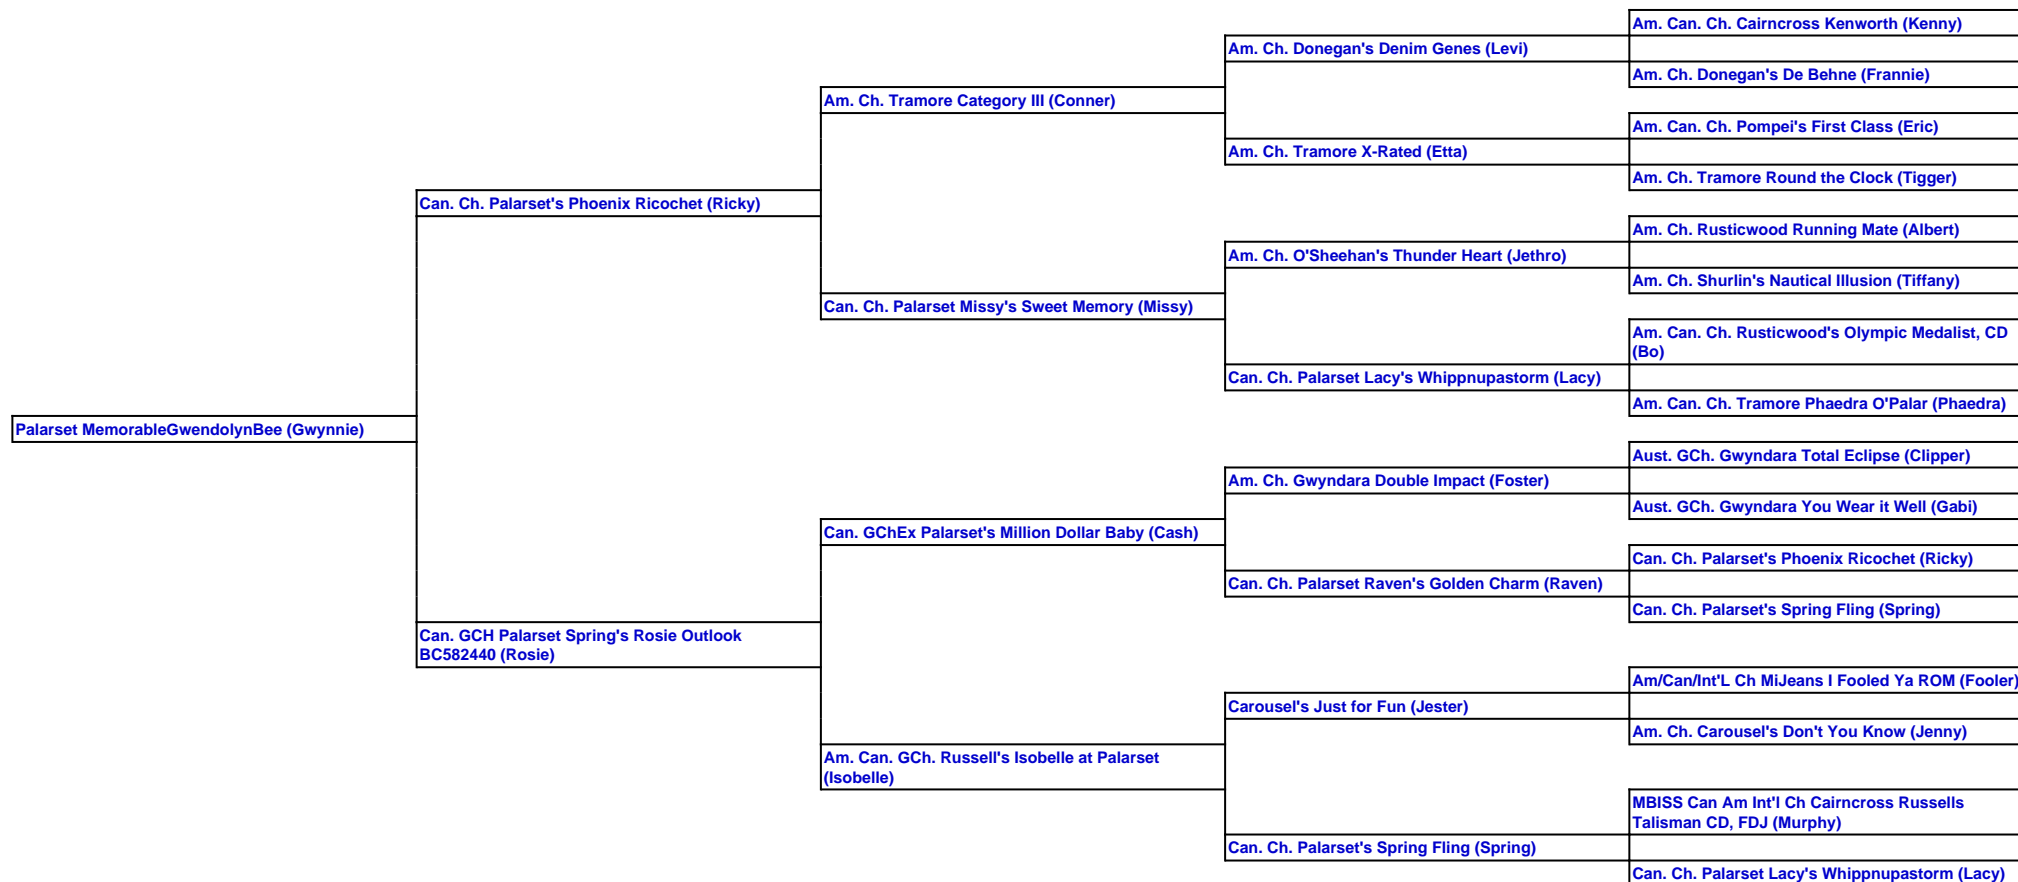 Am. Can. Ch. Cairncross Kenworth (Kenny)
Am. Ch. Donegan's Denim Genes (Levi)
Am. Ch. Donegan's De Behne (Frannie)
Am. Ch. Tramore Category III (Conner)
Am. Can. Ch. Pompei's First Class (Eric)
Am. Ch. Tramore X-Rated (Etta)
Am. Ch. Tramore Round the Clock (Tigger)
Can. Ch. Palarset's Phoenix Ricochet (Ricky)
Am. Ch. Rusticwood Running Mate (Albert)
Am. Ch. O'Sheehan's Thunder Heart (Jethro)
Am. Ch. Shurlin's Nautical Illusion (Tiffany)
Can. Ch. Palarset Missy's Sweet Memory (Missy)
Am. Can. Ch. Rusticwood's Olympic Medalist, CD
(Bo)
Can. Ch. Palarset Lacy's Whippnupastorm (Lacy)
Am. Can. Ch. Tramore Phaedra O'Palar (Phaedra)
Palarset MemorableGwendolynBee (Gwynnie)
Aust. GCh. Gwyndara Total Eclipse (Clipper)
Am. Ch. Gwyndara Double Impact (Foster)
Aust. GCh. Gwyndara You Wear it Well (Gabi)
Can. GChEx Palarset's Million Dollar Baby (Cash)
Can. Ch. Palarset's Phoenix Ricochet (Ricky)
Can. Ch. Palarset Raven's Golden Charm (Raven)
Can. Ch. Palarset's Spring Fling (Spring)
Can. GCH Palarset Spring's Rosie Outlook
BC582440 (Rosie)
Am/Can/Int'L Ch MiJeans I Fooled Ya ROM (Fooler)
Carousel's Just for Fun (Jester)
Am. Ch. Carousel's Don't You Know (Jenny)
Am. Can. GCh. Russell's Isobelle at Palarset
(Isobelle)
MBISS Can Am Int'l Ch Cairncross Russells
Talisman CD, FDJ (Murphy)
Can. Ch. Palarset's Spring Fling (Spring)
Can. Ch. Palarset Lacy's Whippnupastorm (Lacy)